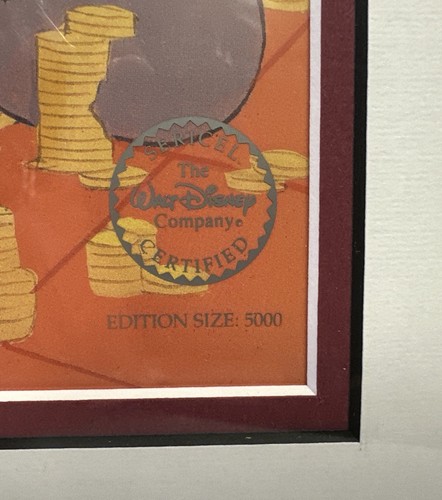 SERICEL
The
Walt Disney
Company©
CERTIFIED
EDITION SIZE: 5000